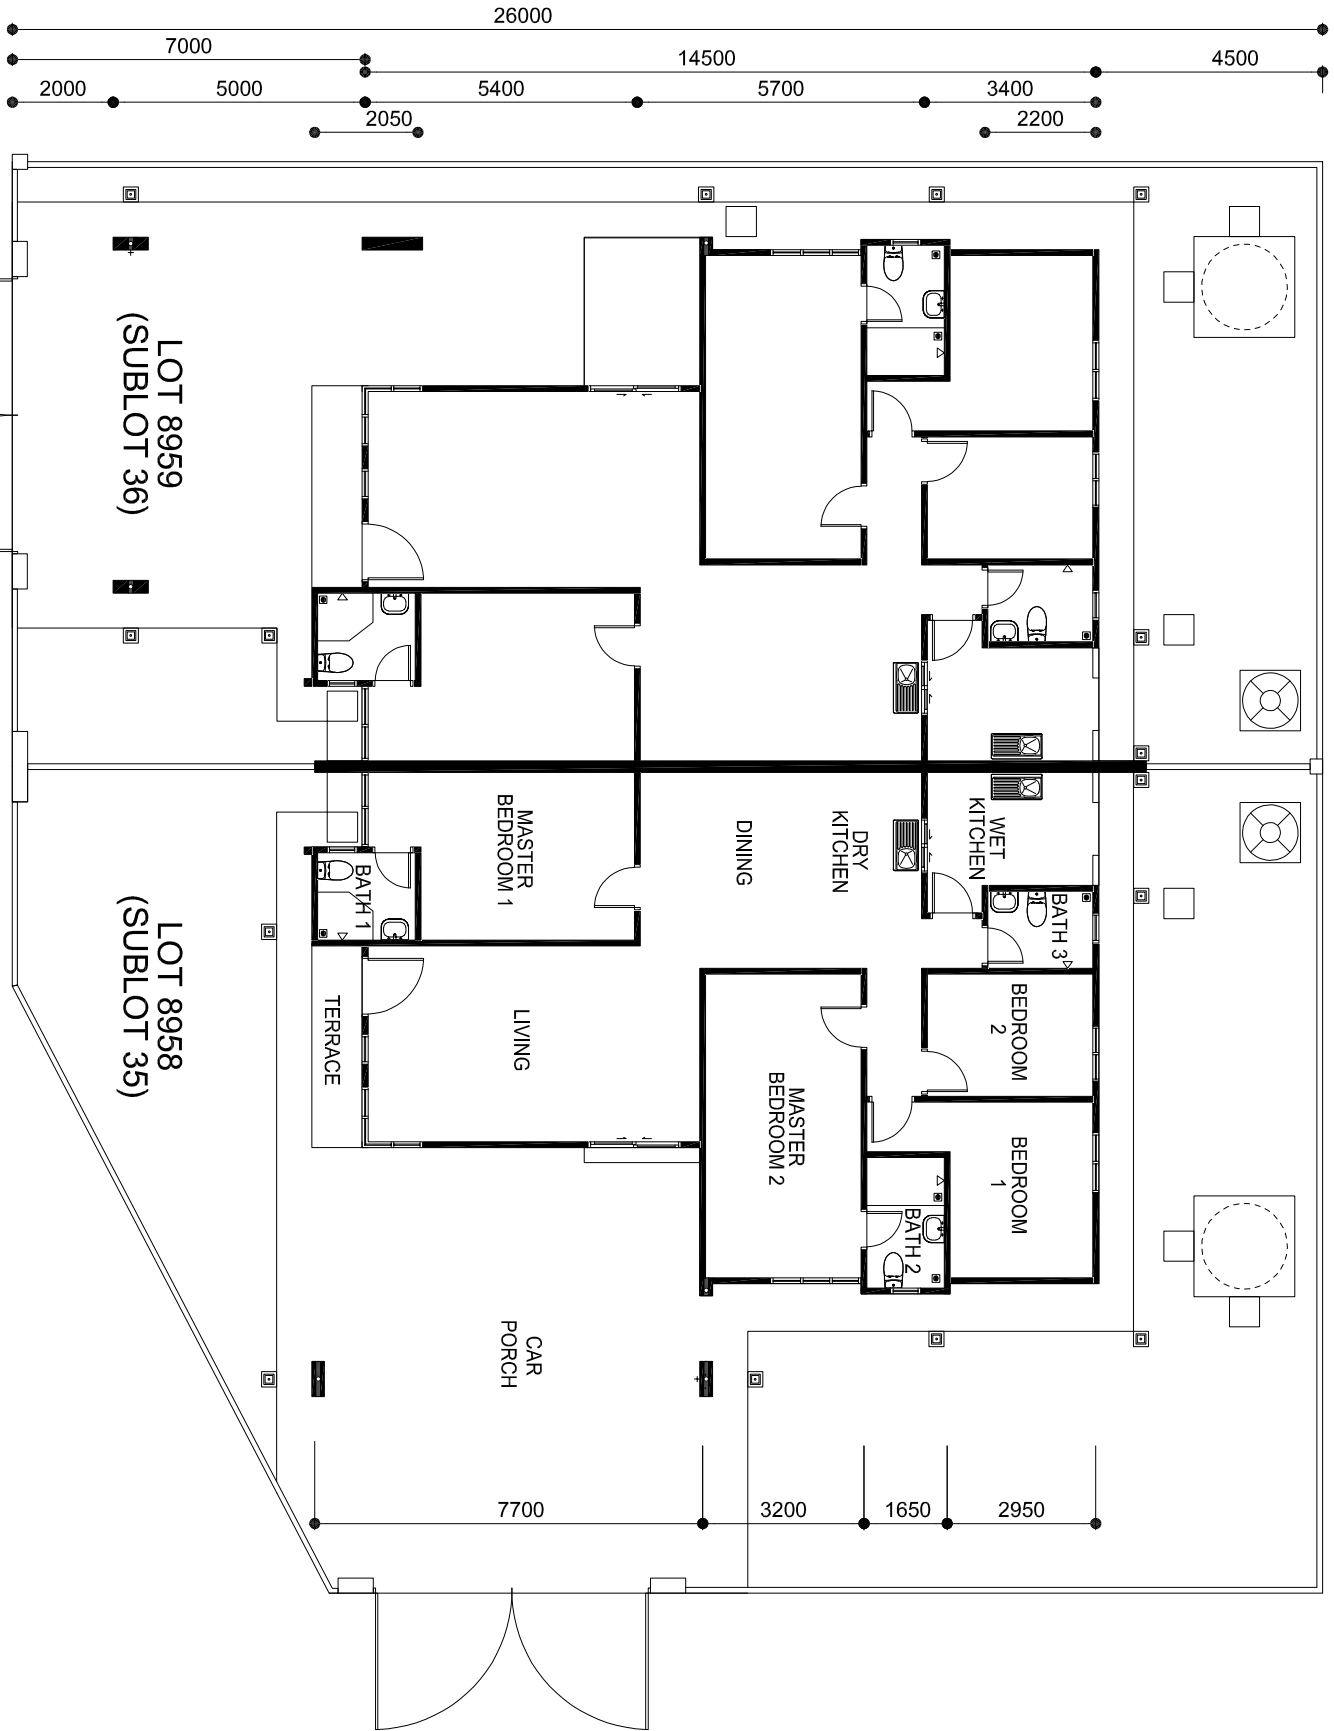 26000
7000
14500
4500
2000
5000
5400
5700
3400
2050
2200
LOT 8959
(SUBLOT 36)
MASTER
BEDROOM 1
DINING
DRY
KITCHEN
WET
KITCHEN
BATH 1
BATH 3
LOT 8958
(SUBLOT 35)
TERRACE
LIVING
BEDROOM
2
MASTER
BEDROOM 2
BEDROOM
1
BATH 2
CAR
PORCH
7700
3200
1650
2950